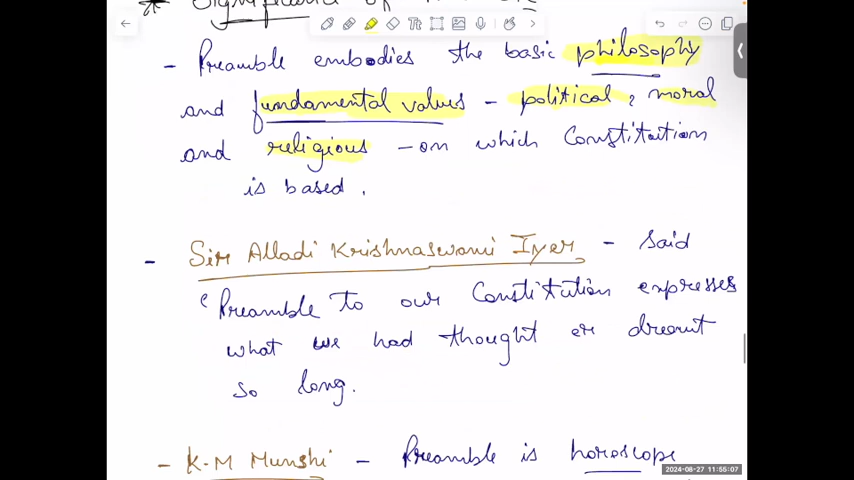 * Significance of
- Preamble embodies the basic philosophy
and fundamental values - political, moral
and religious - on which Constitution
is based.
- Sir Alladi Krishnaswami Iyer - said
'Preamble to our Constitution expresses
what we had thought or dreamt
so long.
- K.M Munshi - Preamble is horoscope
2024-08-27 11:55:07